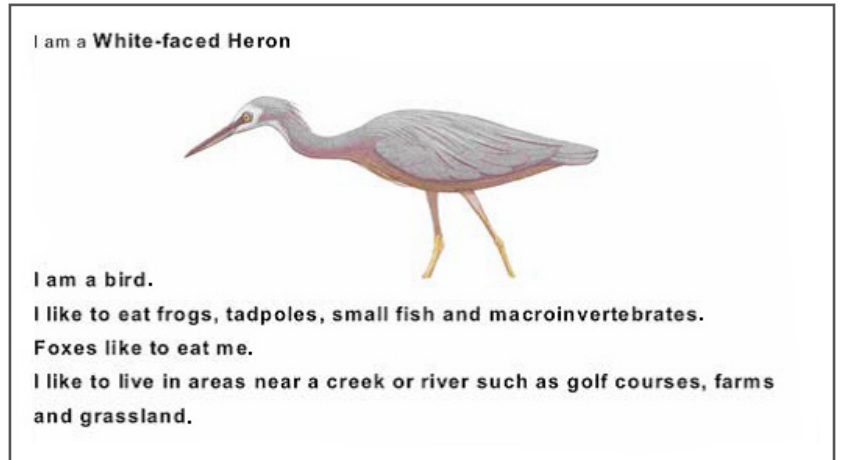 I am a White-faced Heron
I am a bird.
I like to eat frogs, tadpoles, small fish and macroinvertebrates.
Foxes like to eat me.
I like to live in areas near a creek or river such as golf courses, farms
and grassland.